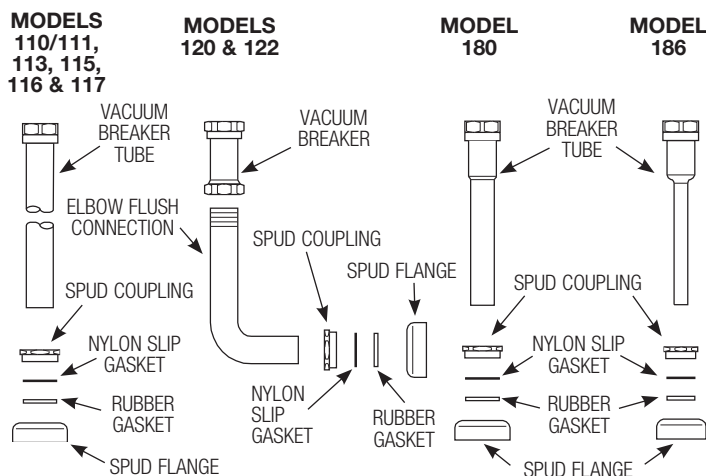 MODELS
110/111,
113, 115,
116 & 117
MODELS
120 & 122
MODEL
180
MODEL
186
VACUUM
BREAKER
TUBE
VACUUM
BREAKER
VACUUM
BREAKER
TUBE
ELBOW FLUSH
CONNECTION
SPUD COUPLING
SPUD FLANGE
SPUD COUPLING
SPUD COUPLING
NYLON SLIP
GASKET
NYLON
SLIP
GASKET
RUBBER
GASKET
NYLON SLIP
GASKET
RUBBER
GASKET
RUBBER
GASKET
SPUD FLANGE
SPUD FLANGE